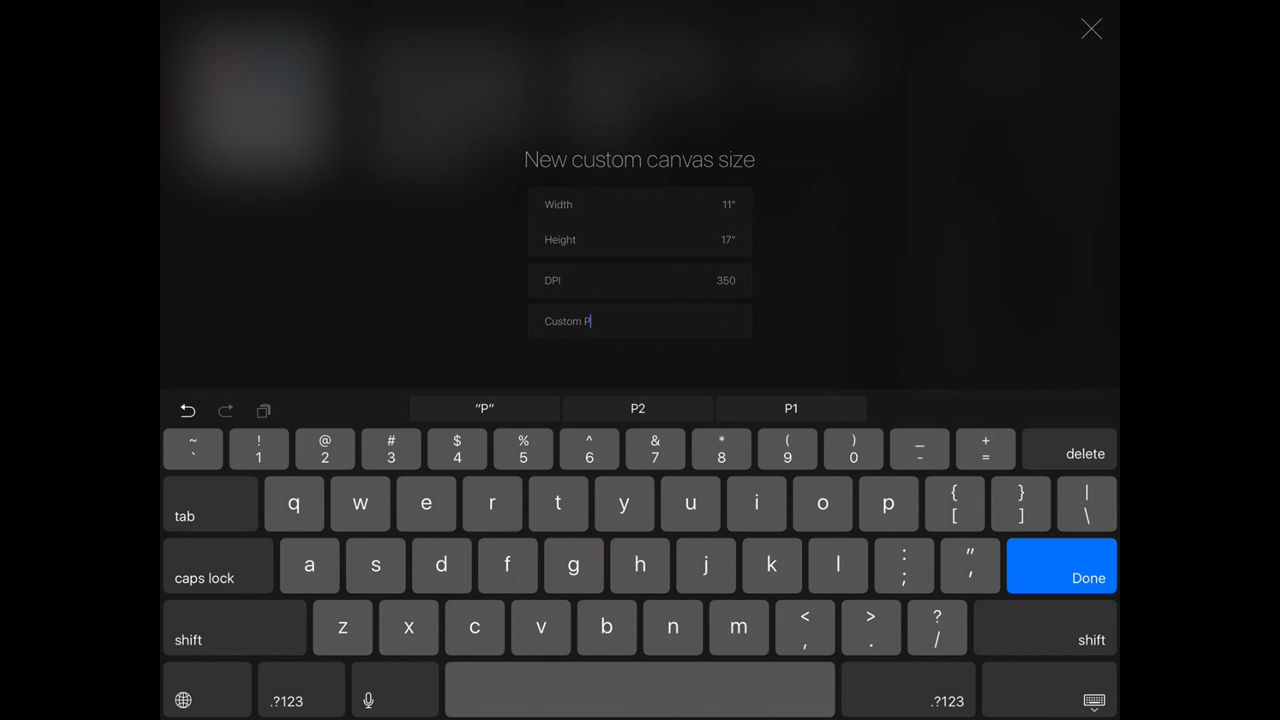 New custom canvas size
Width 11"
Height 17"
DPI 350
Custom P
“P” P2 P1
~ ! @ # $ % ^ & * ( ) _ +
` 1 2 3 4 5 6 7 8 9 0 - = delete
tab q w e r t y u i o p { [ } ] | \
caps lock a s d f g h j k l : ; " ' Done
shift z x c v b n m < , > . ? / shift
.?123 .?123